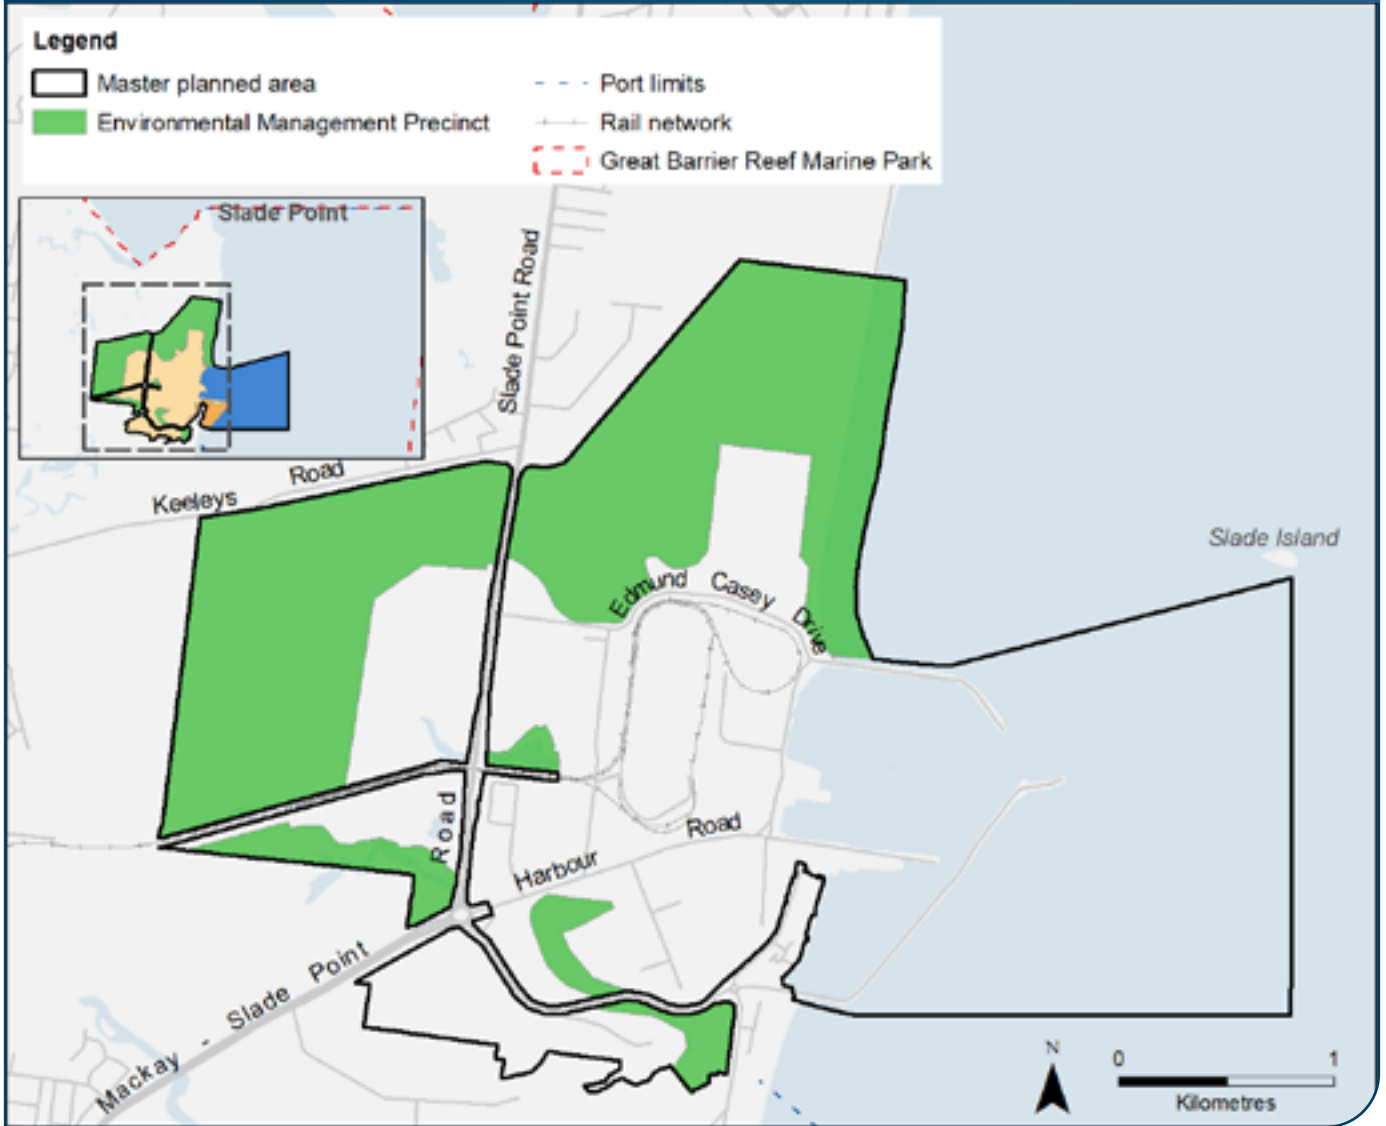 Legend
Master planned area
Environmental Management Precinct
Port limits
Rail network
Great Barrier Reef Marine Park
Slade Point
Slade Point Road
Keeleys Road
Slade Island
Edmund Casey Drive
Road
Harbour Road
Mackay - Slade Point
N
0 1
Kilometres